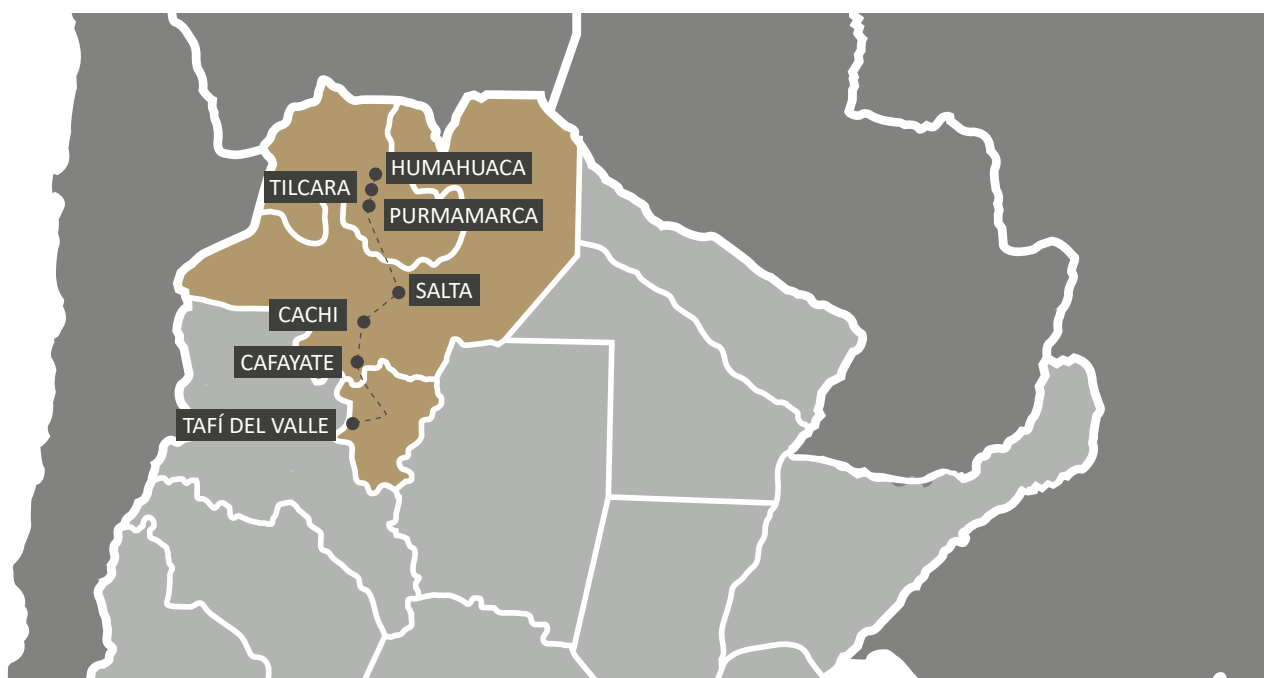 HUMAHUACA
TILCARA
PURMAMARCA
SALTA
CACHI
CAFAYATE
TAFÍ DEL VALLE